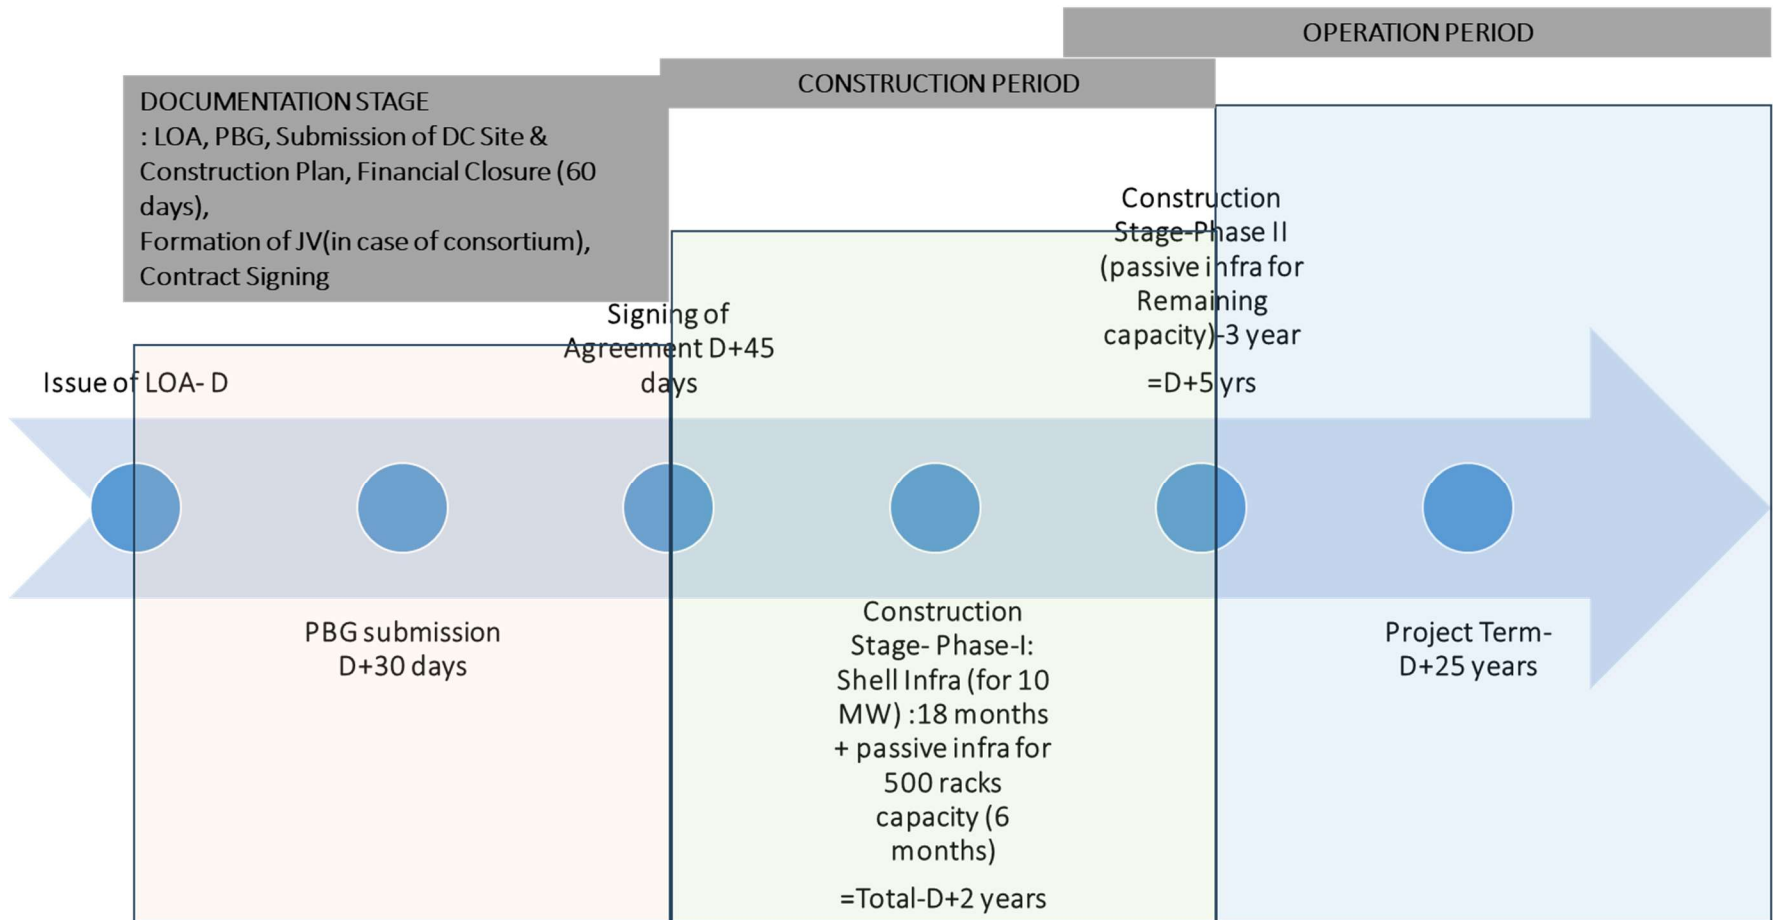 OPERATION PERIOD
CONSTRUCTION PERIOD
DOCUMENTATION STAGE
: LOA, PBG, Submission of DC Site &
Construction Plan, Financial Closure (60
days),
Formation of JV(in case of consortium),
Contract Signing
Issue of LOA- D
PBG submission
D+30 days
Signing of
Agreement D+45
days
Construction
Stage- Phase-I:
Shell Infra (for 10
MW) :18 months
+ passive infra for
500 racks
capacity (6
months)
=Total-D+2 years
Construction
Stage-Phase II
(passive infra for
Remaining
capacity)-3 year
=D+5 yrs
Project Term-
D+25 years